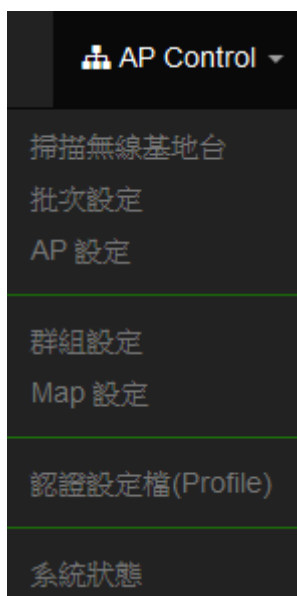 AP Control
掃描無線基地台
批次設定
AP 設定
群組設定
Map 設定
認證設定檔(Profile)
系統狀態